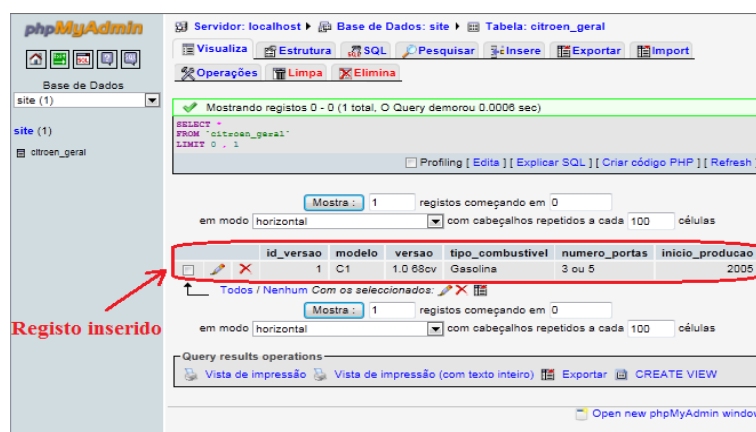 phpMyAdmin
Base de Dados
site (1)
site (1)
citroen_geral
Servidor: localhost ▸ Base de Dados: site ▸ Tabela: citroen_geral
Visualiza Estrutura SQL Pesquisar Insere Exportar Import
Operações Limpa Elimina
Mostrando registos 0 - 0 (1 total, O Query demorou 0.0006 sec)
SELECT *
FROM `citroen_geral`
LIMIT 0 , 1
Profiling [ Edita ] [ Explicar SQL ] [ Criar código PHP ] [ Refresh ]
Mostra : 1 registos começando em 0
em modo horizontal com cabeçalhos repetidos a cada 100 células
id_versao modelo versao tipo_combustivel numero_portas inicio_producao
1 C1 1.0 68cv Gasolina 3 ou 5 2005
Todos / Nenhum Com os seleccionados:
Registo inserido
Mostra : 1 registos começando em 0
em modo horizontal com cabeçalhos repetidos a cada 100 células
Query results operations
Vista de impressão Vista de impressão (com texto inteiro) Exportar CREATE VIEW
Open new phpMyAdmin window